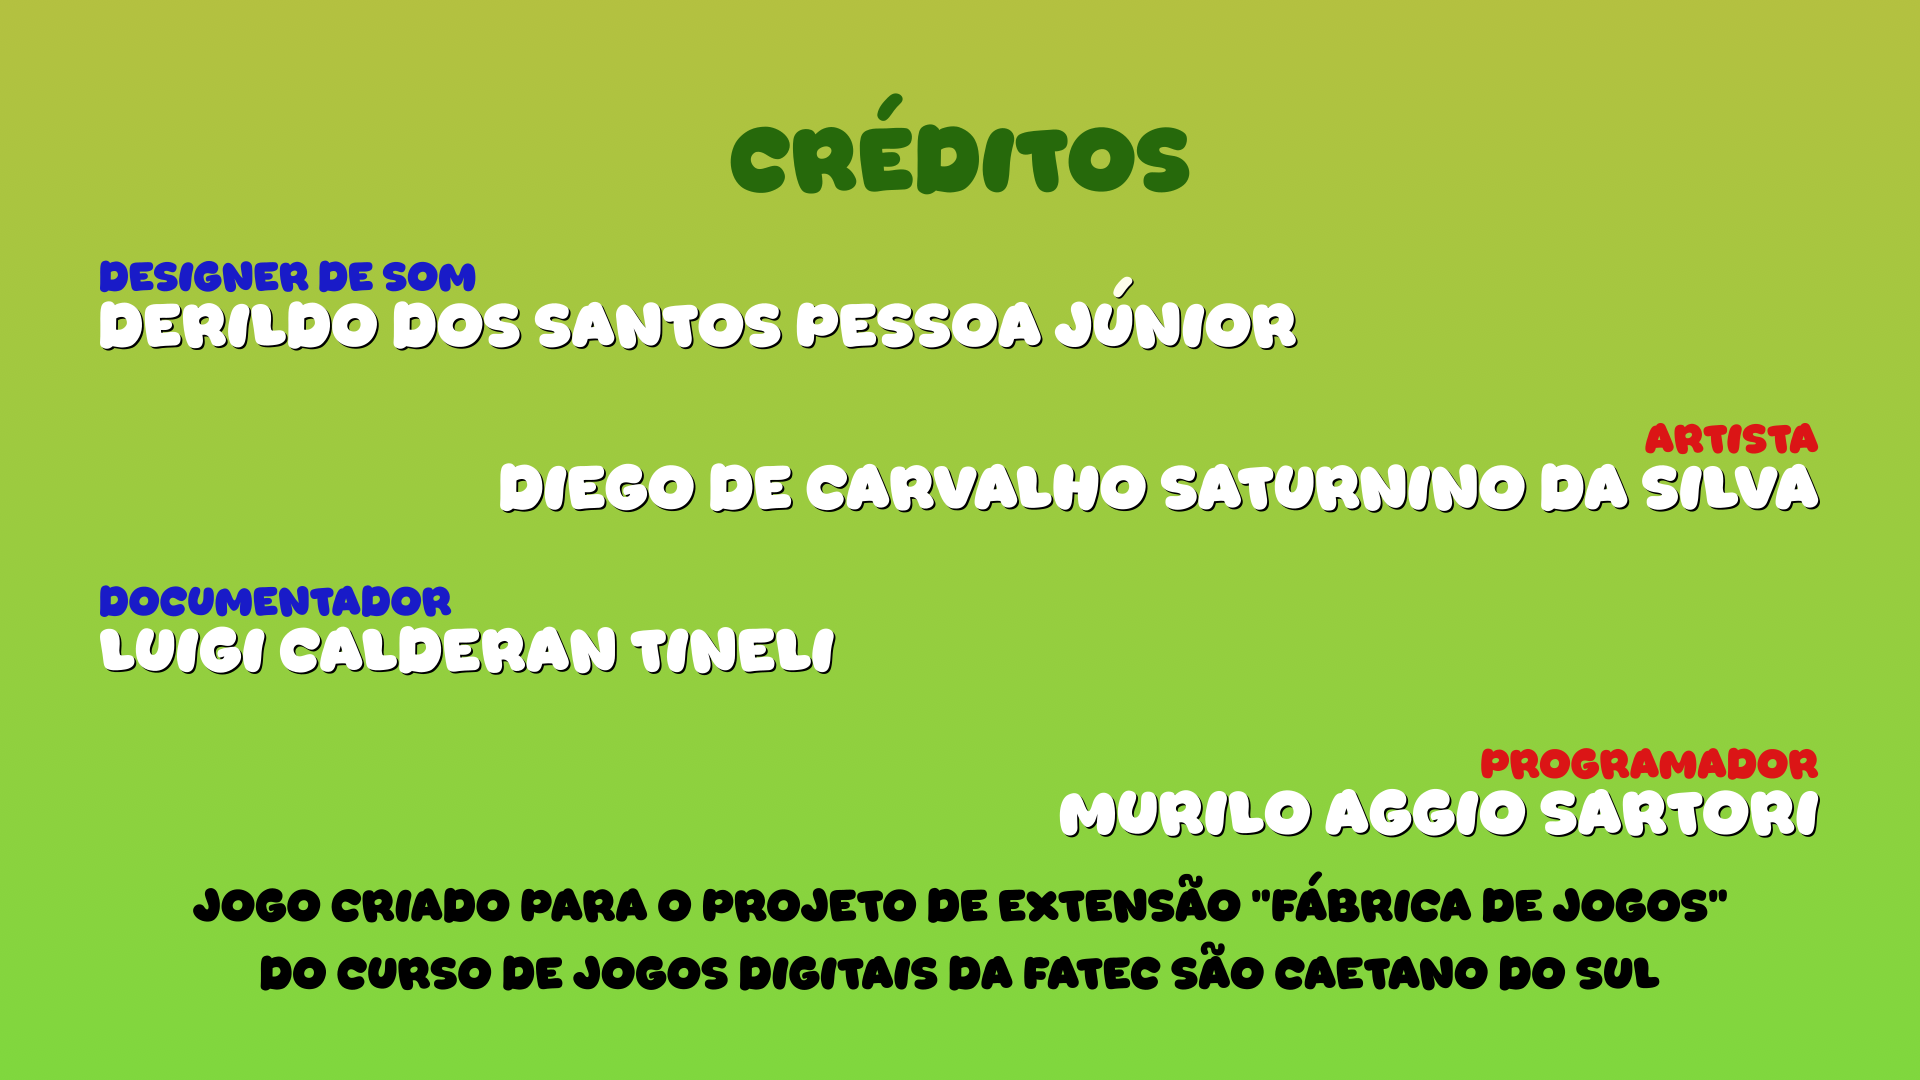 CRÉDITOS
DESIGNER DE SOM
DERILDO DOS SANTOS PESSOA JÚNIOR
ARTISTA
DIEGO DE CARVALHO SATURNINO DA SILVA
DOCUMENTADOR
LUIGI CALDERAN TINELI
PROGRAMADOR
MURILO AGGIO SARTORI
JOGO CRIADO PARA O PROJETO DE EXTENSÃO "FÁBRICA DE JOGOS"
DO CURSO DE JOGOS DIGITAIS DA FATEC SÃO CAETANO DO SUL